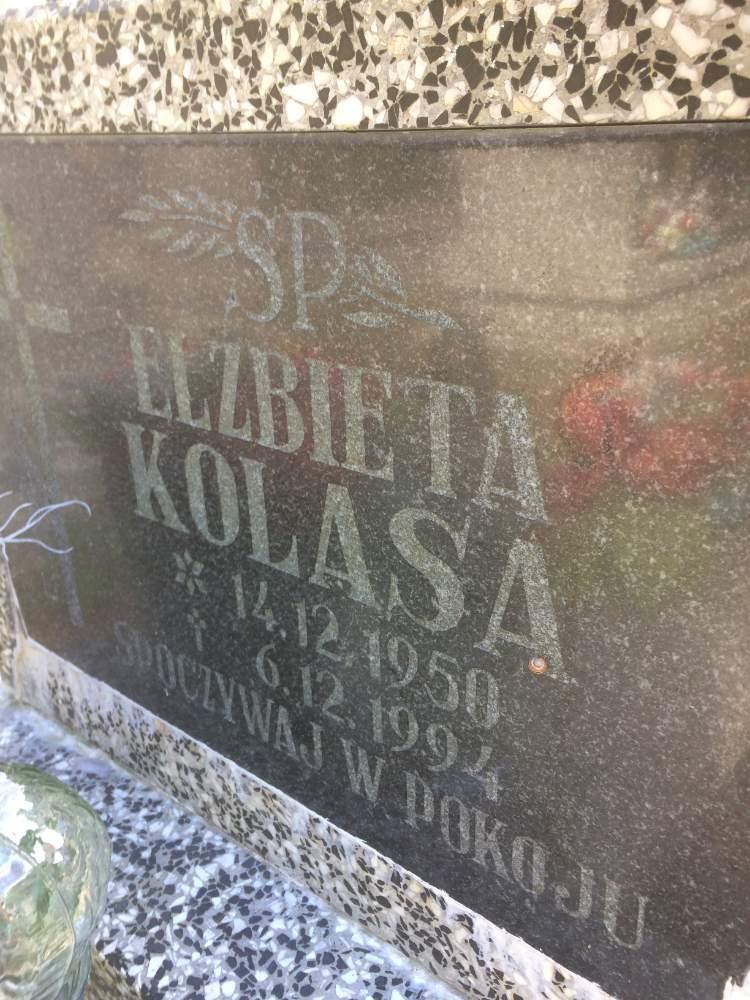 ŚP
ELŻBIETA
KOLASA
* 14.12.1950
† 6.12.1994
SPOCZYWAJ W POKOJU